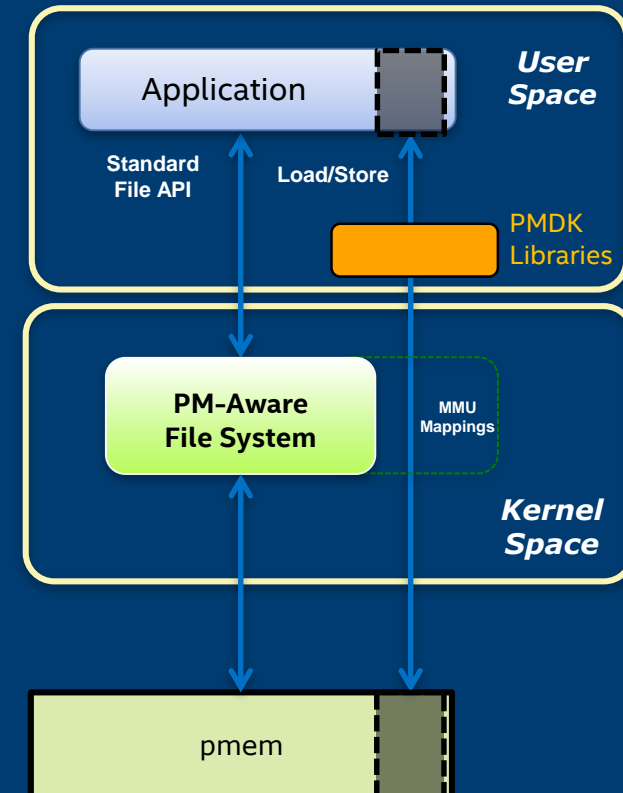 User
Space
Application
Standard
File API
Load/Store
PMDK
Libraries
PM-Aware
File System
MMU
Mappings
Kernel
Space
pmem